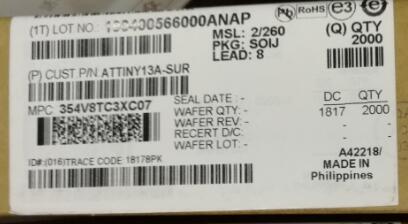 (1T) LOT NO.: 130400566000ANAP
Pb RoHS e3 e
MSL: 2/260 (Q) QTY
PKG: SOIJ 2000
LEAD: 8
(P) CUST P/N ATTINY13A-SUR
MPC 354V8TC3XC07
SEAL DATE: - DC QTY
WAFER QTY: - 1817 2000
WAFER REV: - -
RECERT D/C: - -
WAFER LOT: -
A42218/
MADE IN
Philippines
ID#:(016)TRACE CODE 18178PK